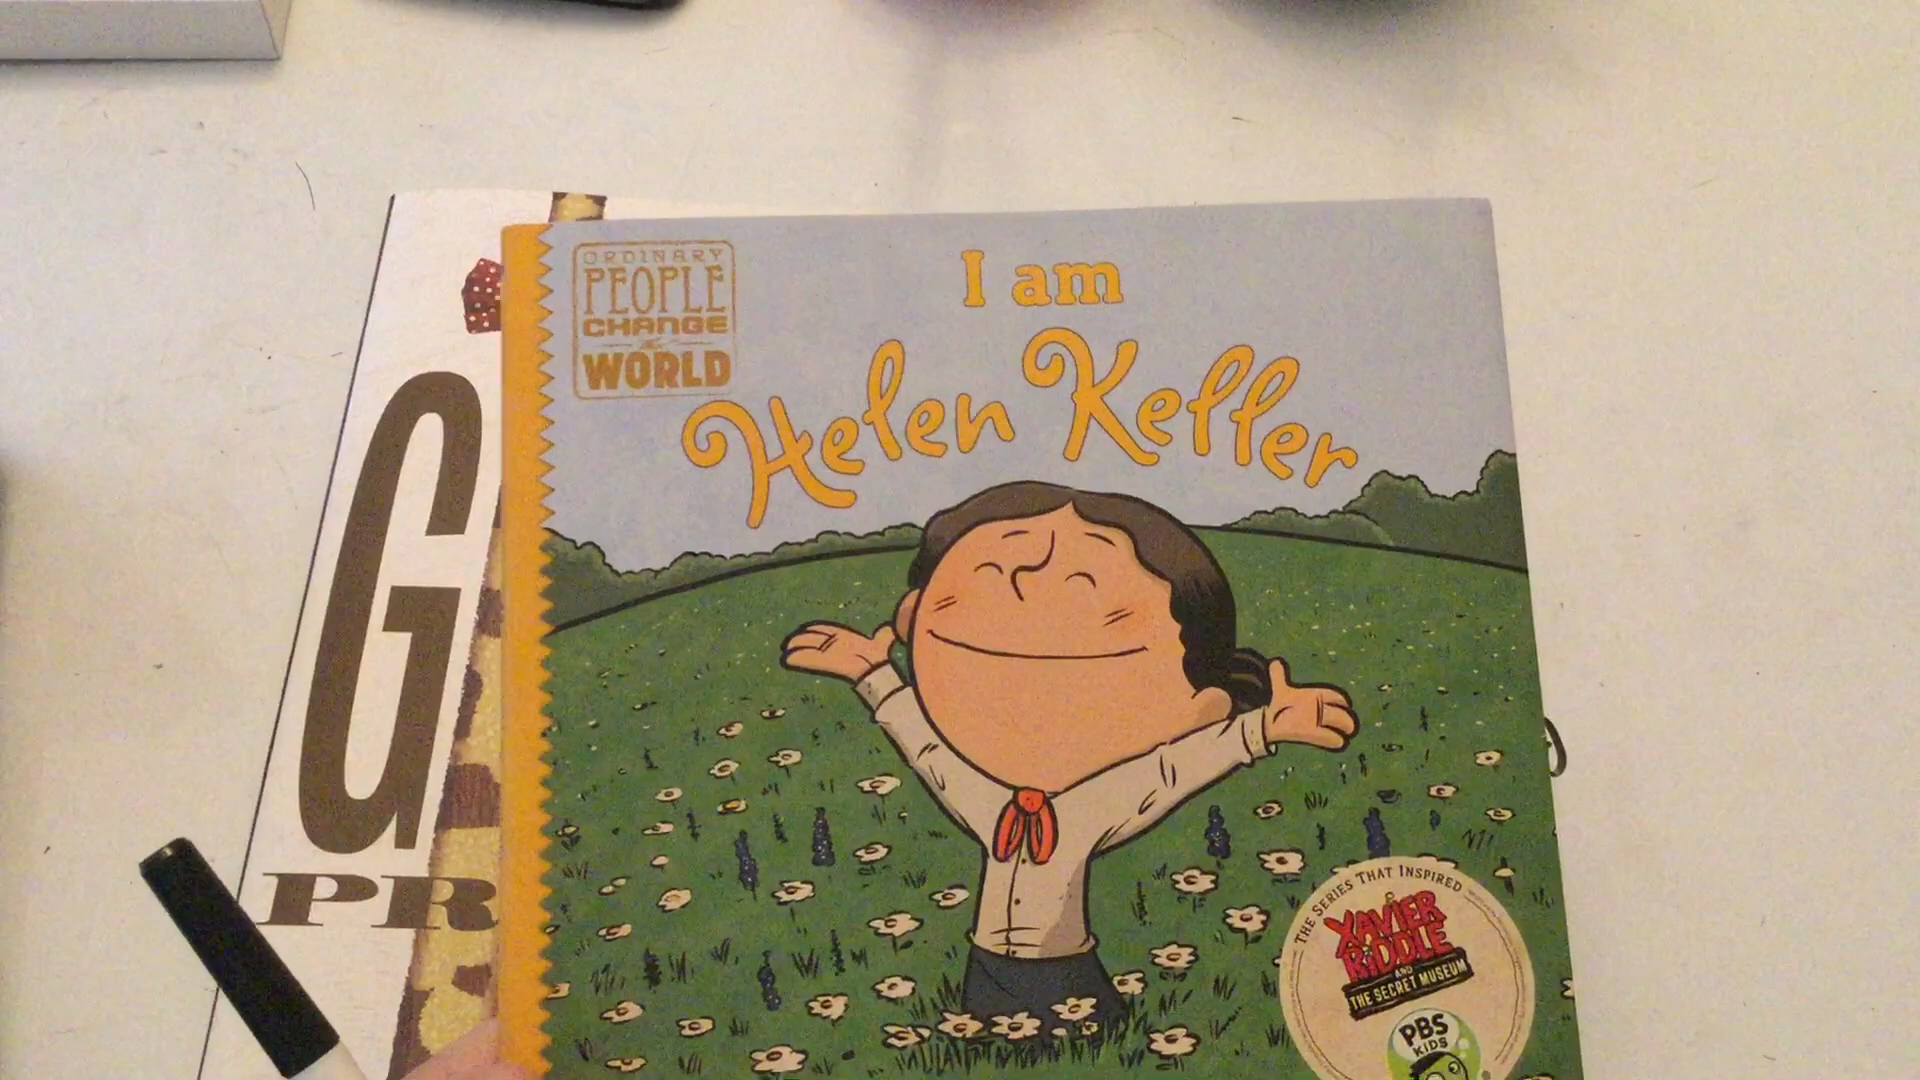 ORDINARY
PEOPLE
CHANGE
the
WORLD
I am
Helen Keller
G
PR
THE SERIES THAT INSPIRED
XAVIER
RIDDLE
AND
THE SECRET MUSEUM
PBS
KIDS